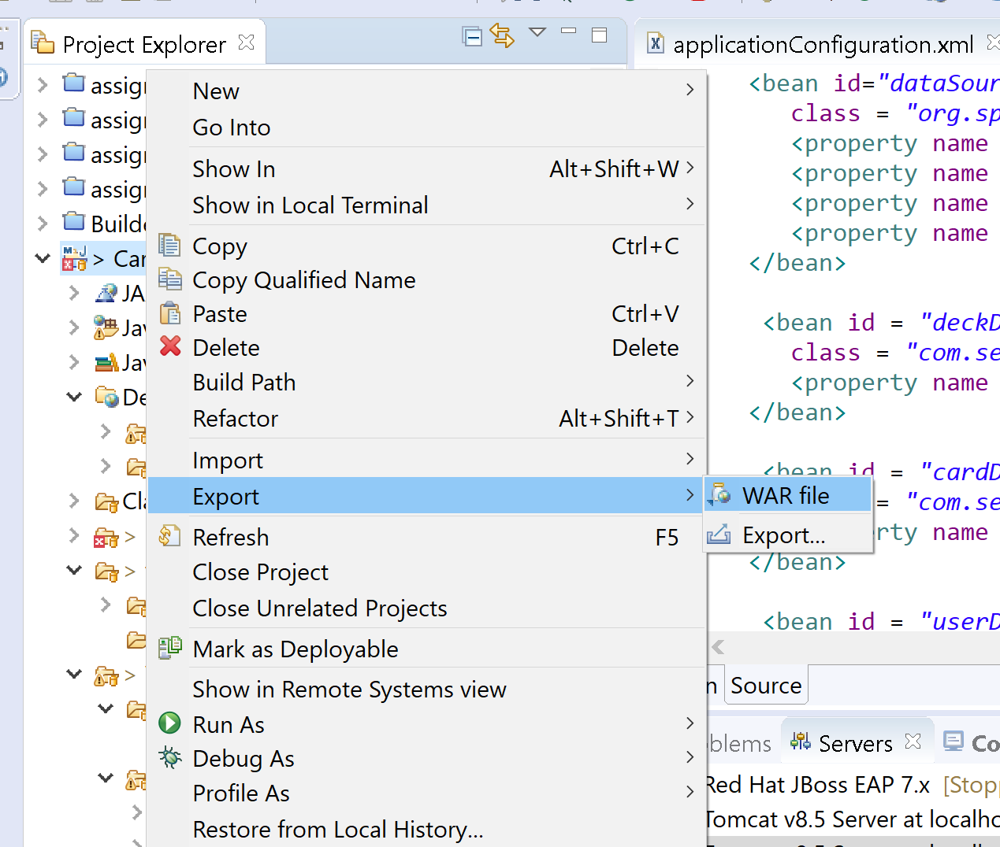 Project Explorer
applicationConfiguration.xml
assig
assig
assig
assig
Builde
> Car
JA
Jav
Jav
De
Cla
>
>
>
New
Go Into
Show In Alt+Shift+W
Show in Local Terminal
Copy Ctrl+C
Copy Qualified Name
Paste Ctrl+V
Delete Delete
Build Path
Refactor Alt+Shift+T
Import
Export
Refresh F5
Close Project
Close Unrelated Projects
Mark as Deployable
Show in Remote Systems view
Run As
Debug As
Profile As
Restore from Local History...
WAR file
Export...
<bean id="dataSour
class = "org.sp
<property name
<property name
<property name
<property name
</bean>
<bean id = "deckD
class = "com.se
<property name
</bean>
<bean id = "cardD
= "com.se
rty name
</bean>
<bean id = "userD
n Source
blems Servers Co
Red Hat JBoss EAP 7.x [Stopp
Tomcat v8.5 Server at localho